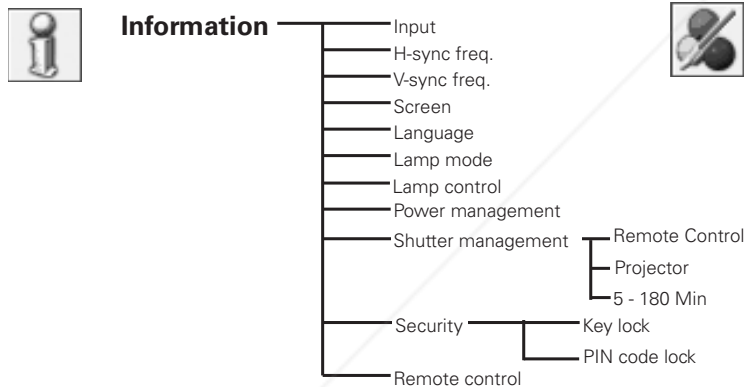 Information
Input
H-sync freq.
V-sync freq.
Screen
Language
Lamp mode
Lamp control
Power management
Shutter management
Remote Control
Projector
5 - 180 Min
Security
Key lock
PIN code lock
Remote control